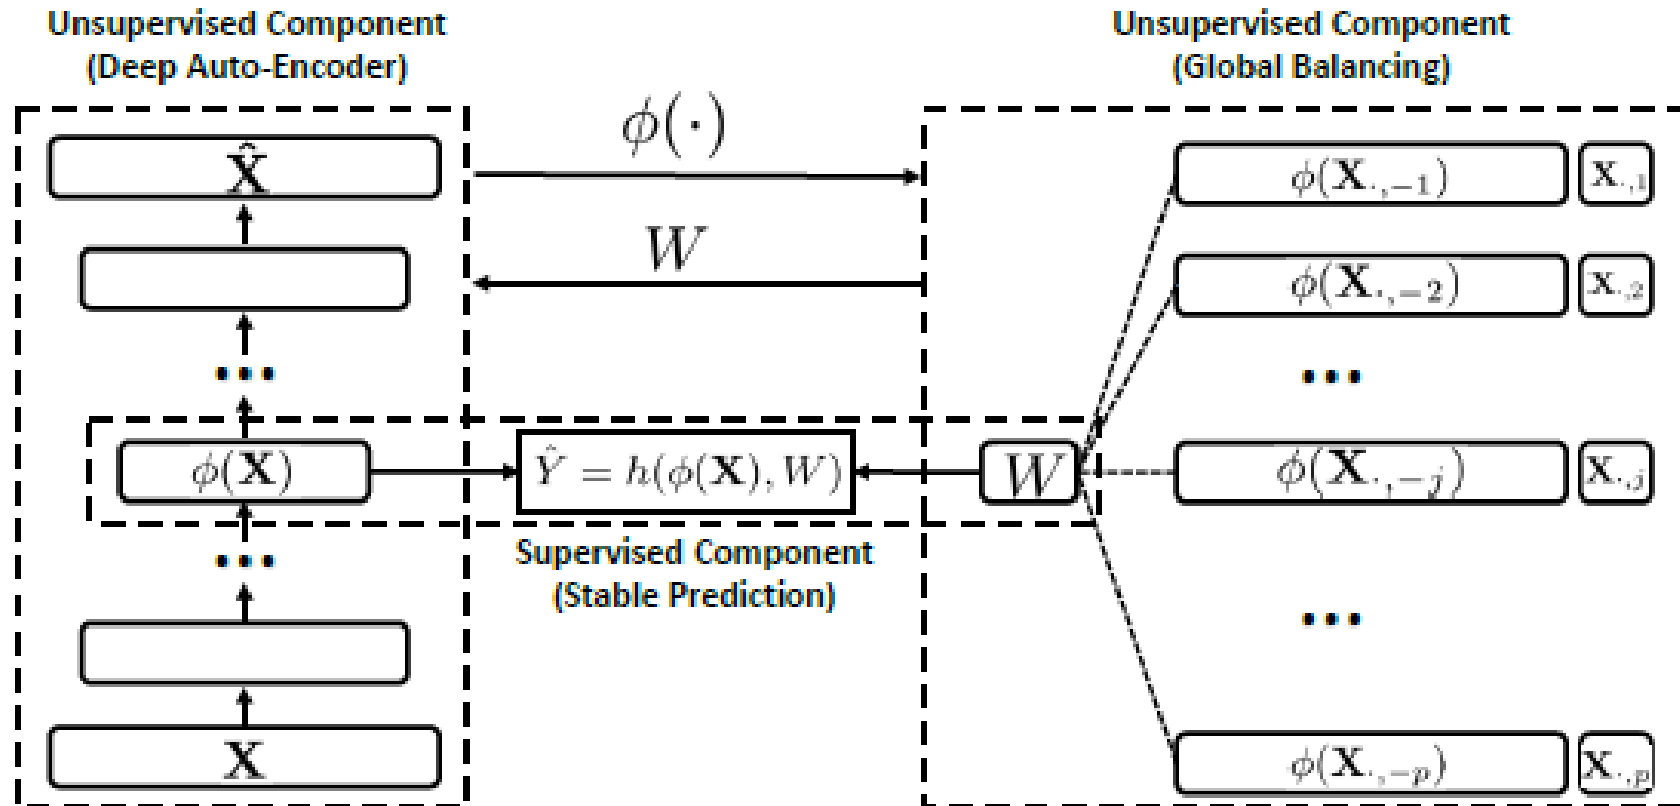 Unsupervised Component
(Deep Auto-Encoder)
Unsupervised Component
(Global Balancing)
X̂
ϕ(·)
W
ϕ(X)
Ŷ = h(ϕ(X), W)
W
Supervised Component
(Stable Prediction)
X
ϕ(X.,−1) X.,1
ϕ(X.,−2) X.,2
•••
ϕ(X.,−j) X.,j
•••
ϕ(X.,−p) X.,p
•••
•••